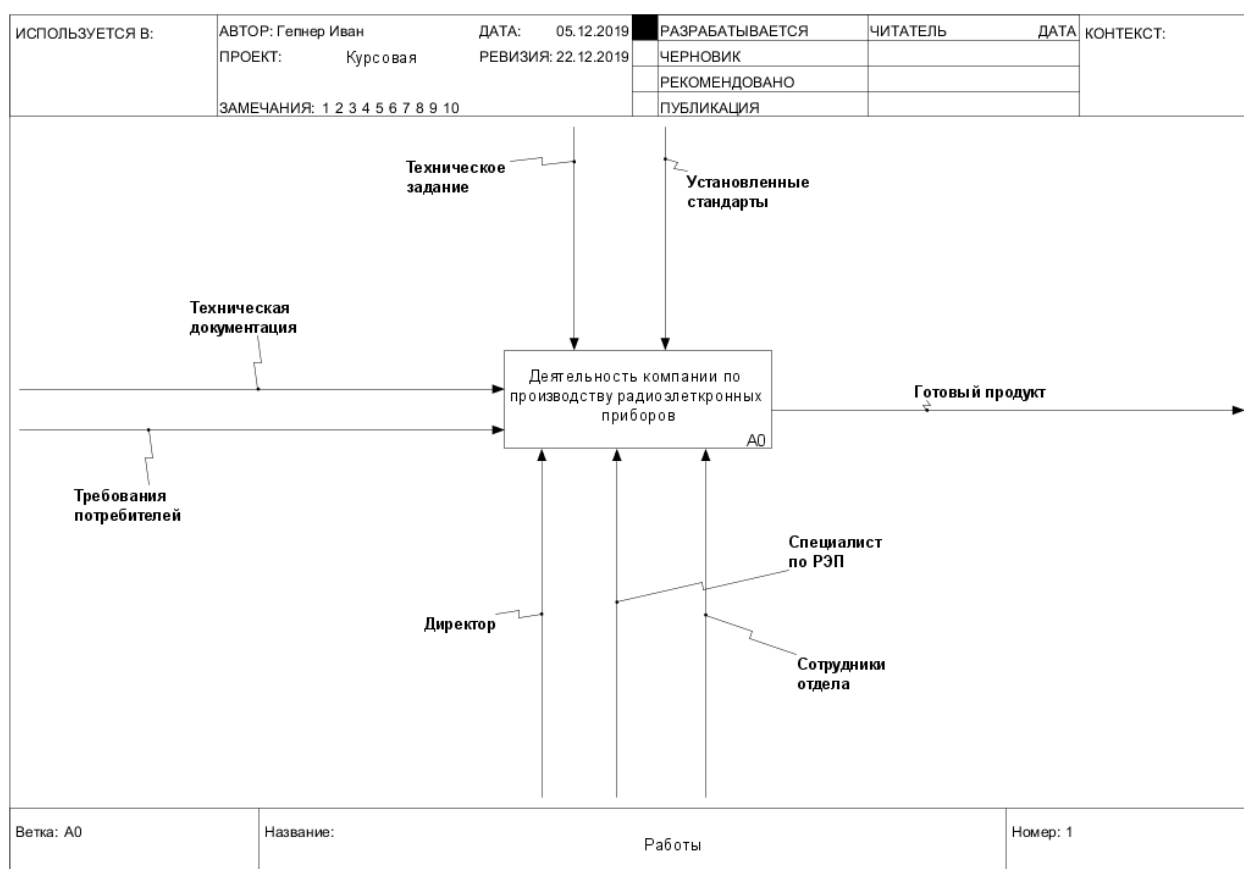 ИСПОЛЬЗУЕТСЯ В:
АВТОР: Гепнер Иван
ДАТА: 05.12.2019
РАЗРАБАТЫВАЕТСЯ
ЧИТАТЕЛЬ
ДАТА
КОНТЕКСТ:
ПРОЕКТ: Курсовая
РЕВИЗИЯ: 22.12.2019
ЧЕРНОВИК
РЕКОМЕНДОВАНО
ЗАМЕЧАНИЯ: 1 2 3 4 5 6 7 8 9 10
ПУБЛИКАЦИЯ
Техническое
задание
Установленные
стандарты
Техническая
документация
Деятельность компании по
производству радиоэлеткронных
приборов
A0
Готовый продукт
Требования
потребителей
Специалист
по РЭП
Директор
Сотрудники
отдела
Ветка: A0
Название:
Работы
Номер: 1